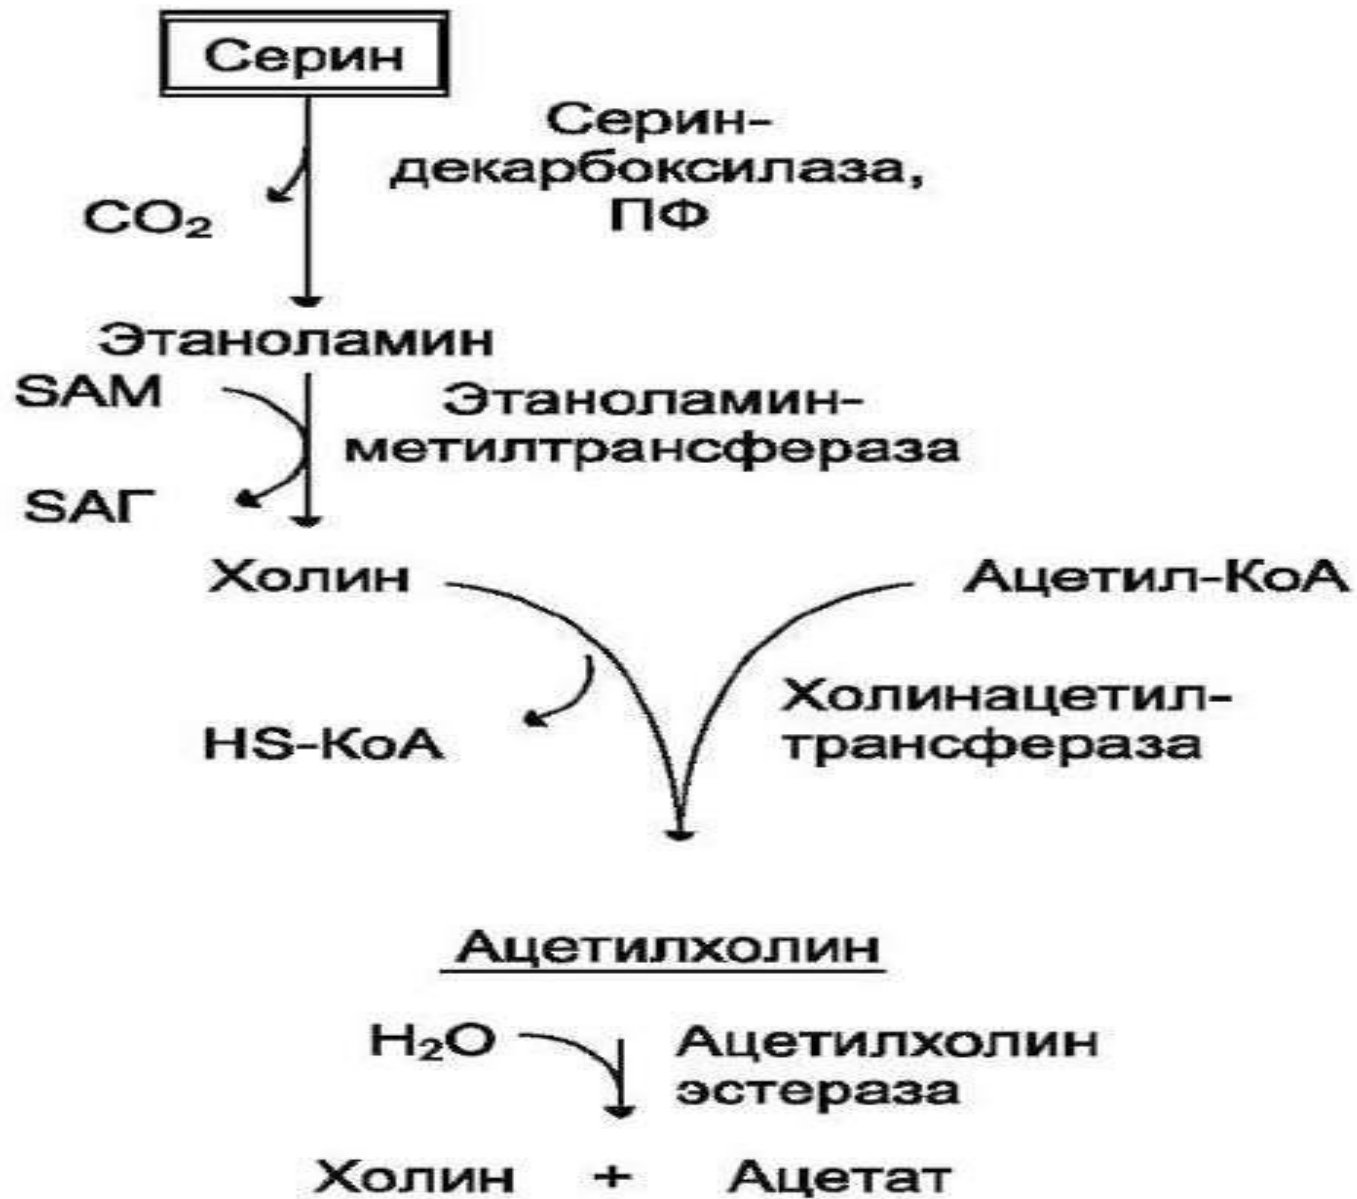 Серин
Серин-
декарбоксилаза,
ПФ
CO₂
Этаноламин
SAM
Этаноламин-
метилтрансфераза
SАГ
Холин
Ацетил-КоА
Холинацетил-
трансфераза
HS-КоА
Ацетилхолин
H₂O
Ацетилхолин
эстераза
Холин + Ацетат